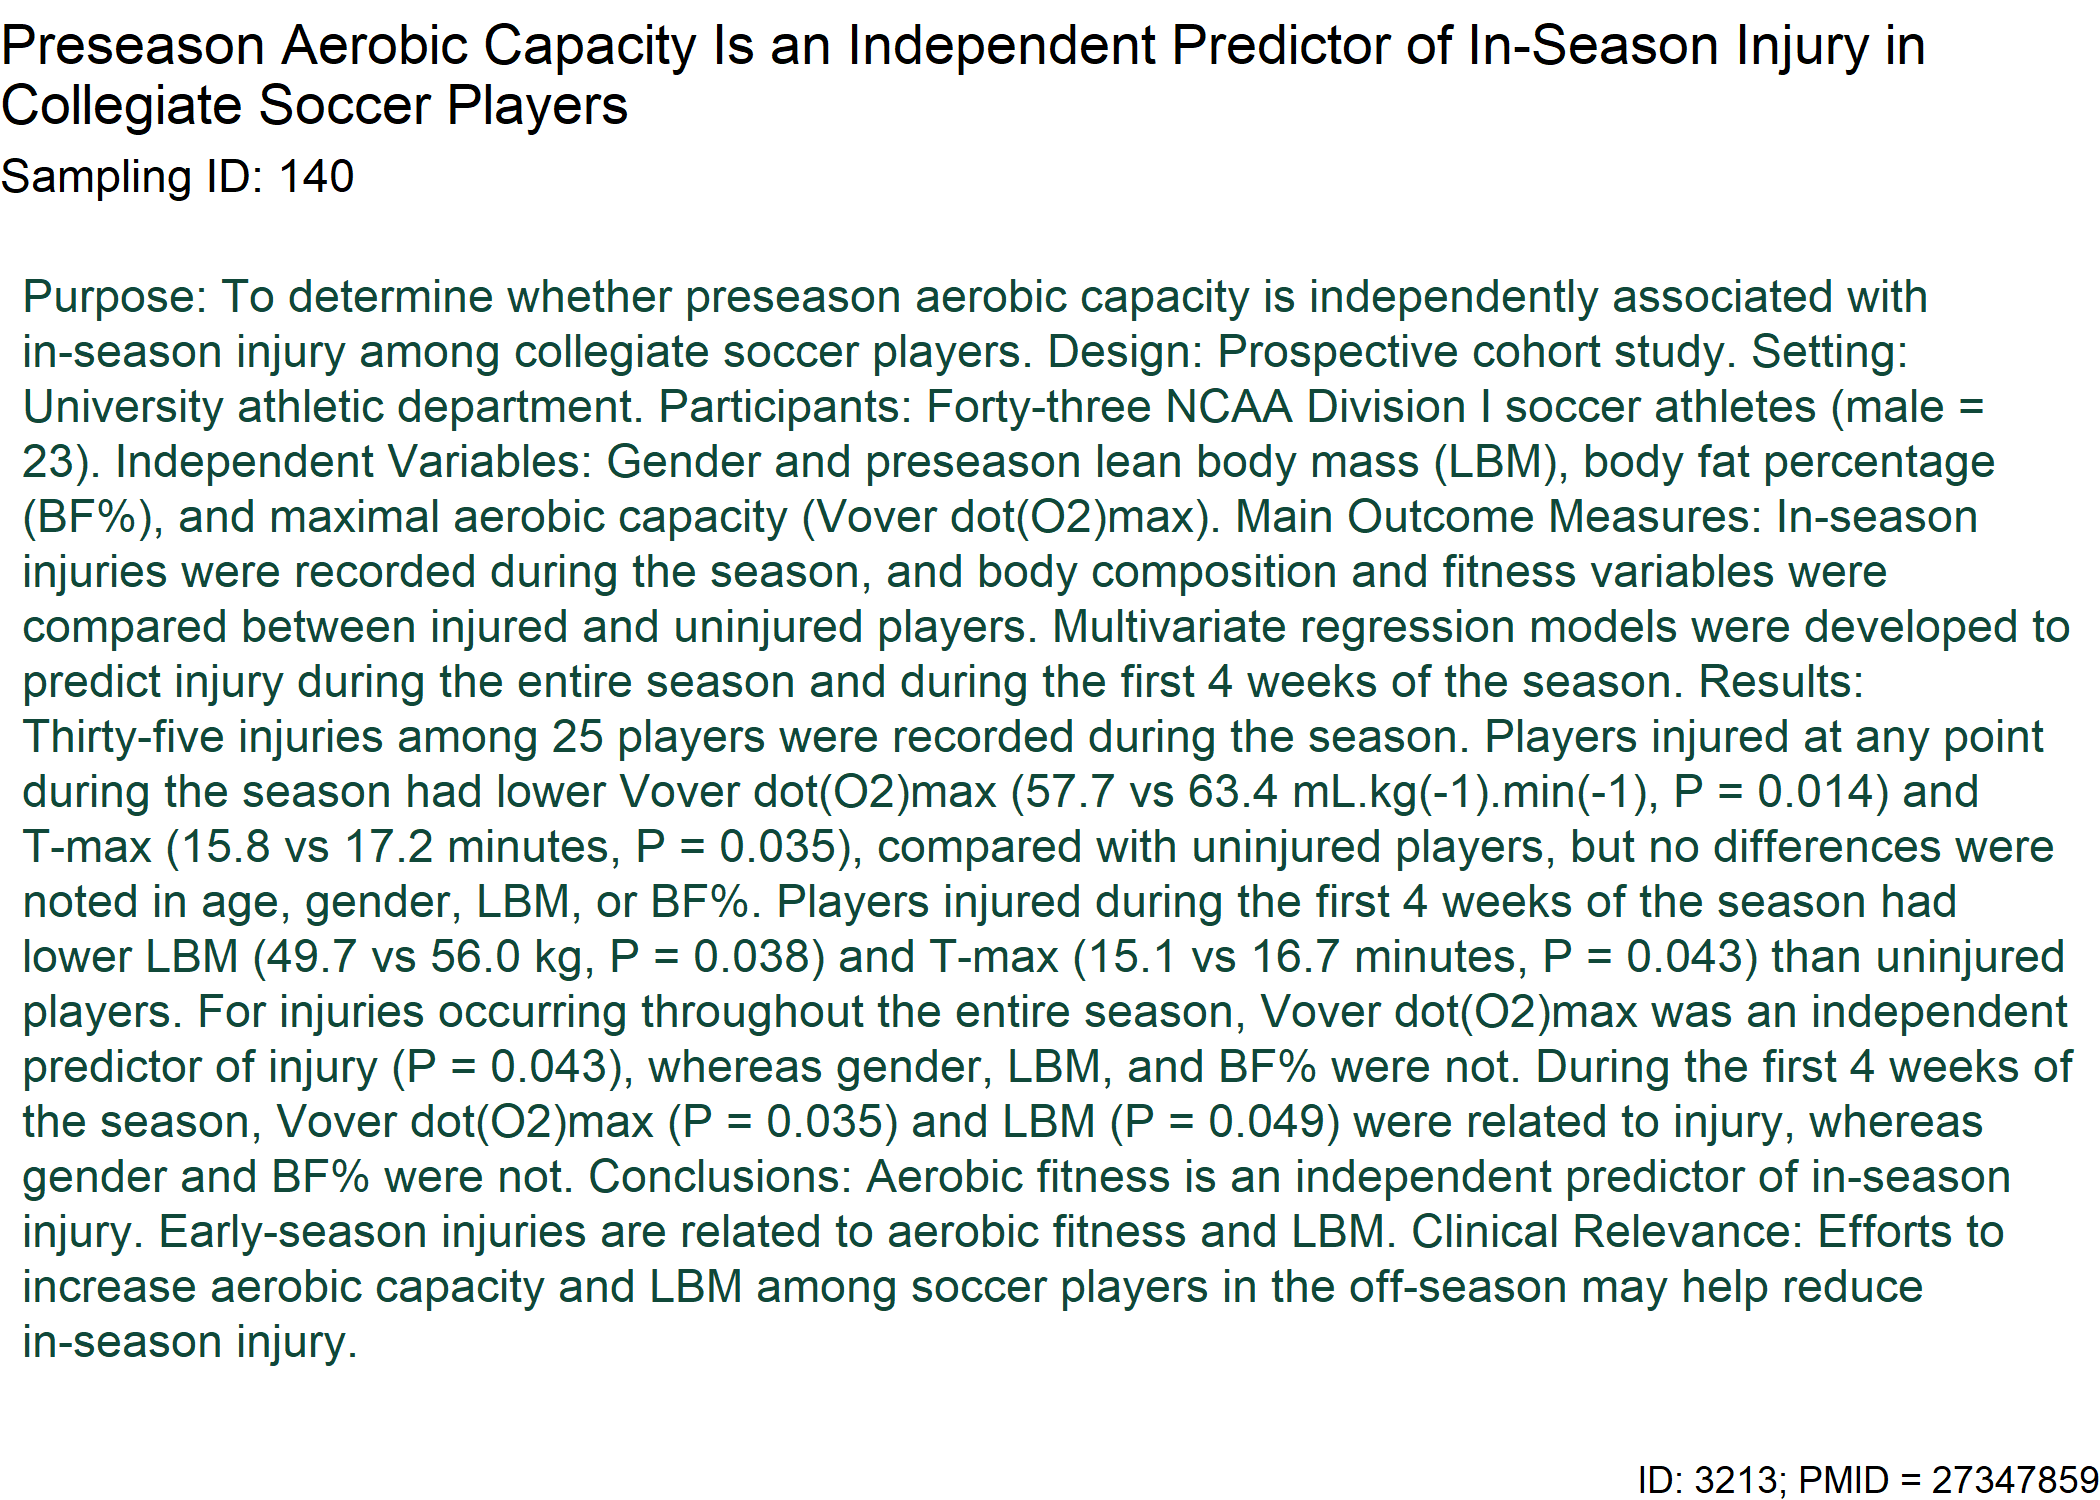 Preseason Aerobic Capacity Is an Independent Predictor of In-Season Injury in
Collegiate Soccer Players
Sampling ID: 140
Purpose: To determine whether preseason aerobic capacity is independently associated with
in-season injury among collegiate soccer players. Design: Prospective cohort study. Setting:
University athletic department. Participants: Forty-three NCAA Division I soccer athletes (male =
23). Independent Variables: Gender and preseason lean body mass (LBM), body fat percentage
(BF%), and maximal aerobic capacity (Vover dot(O2)max). Main Outcome Measures: In-season
injuries were recorded during the season, and body composition and fitness variables were
compared between injured and uninjured players. Multivariate regression models were developed to
predict injury during the entire season and during the first 4 weeks of the season. Results:
Thirty-five injuries among 25 players were recorded during the season. Players injured at any point
during the season had lower Vover dot(O2)max (57.7 vs 63.4 mL.kg(-1).min(-1), P = 0.014) and
T-max (15.8 vs 17.2 minutes, P = 0.035), compared with uninjured players, but no differences were
noted in age, gender, LBM, or BF%. Players injured during the first 4 weeks of the season had
lower LBM (49.7 vs 56.0 kg, P = 0.038) and T-max (15.1 vs 16.7 minutes, P = 0.043) than uninjured
players. For injuries occurring throughout the entire season, Vover dot(O2)max was an independent
predictor of injury (P = 0.043), whereas gender, LBM, and BF% were not. During the first 4 weeks of
the season, Vover dot(O2)max (P = 0.035) and LBM (P = 0.049) were related to injury, whereas
gender and BF% were not. Conclusions: Aerobic fitness is an independent predictor of in-season
injury. Early-season injuries are related to aerobic fitness and LBM. Clinical Relevance: Efforts to
increase aerobic capacity and LBM among soccer players in the off-season may help reduce
in-season injury.
ID: 3213; PMID = 27347859